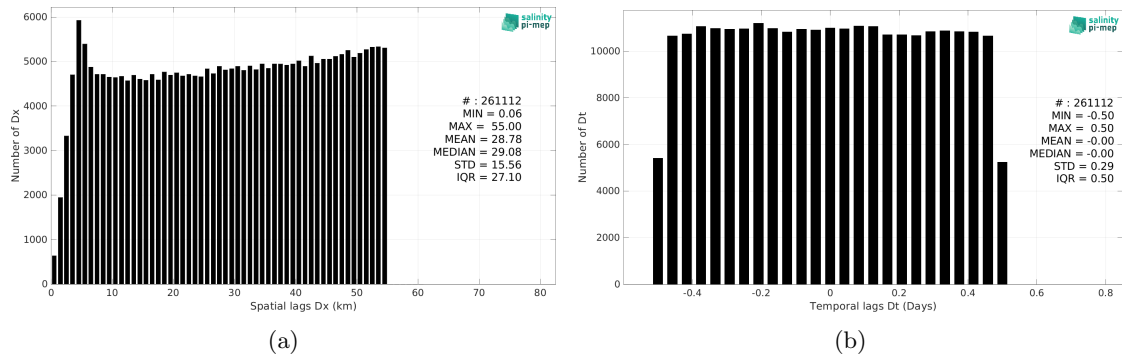 6000
5000
4000
3000
2000
1000
0
Number of Dx
0 10 20 30 40 50 60 70 80
Spatial lags Dx (km)
salinity
pi-mep
# : 261112
MIN = 0.06
MAX = 55.00
MEAN = 28.78
MEDIAN = 29.08
STD = 15.56
IQR = 27.10
(a)
10000
8000
6000
4000
2000
0
Number of Dt
-0.4 -0.2 0 0.2 0.4 0.6 0.8
Temporal lags Dt (Days)
salinity
pi-mep
# : 261112
MIN = -0.50
MAX = 0.50
MEAN = -0.00
MEDIAN = -0.00
STD = 0.29
IQR = 0.50
(b)